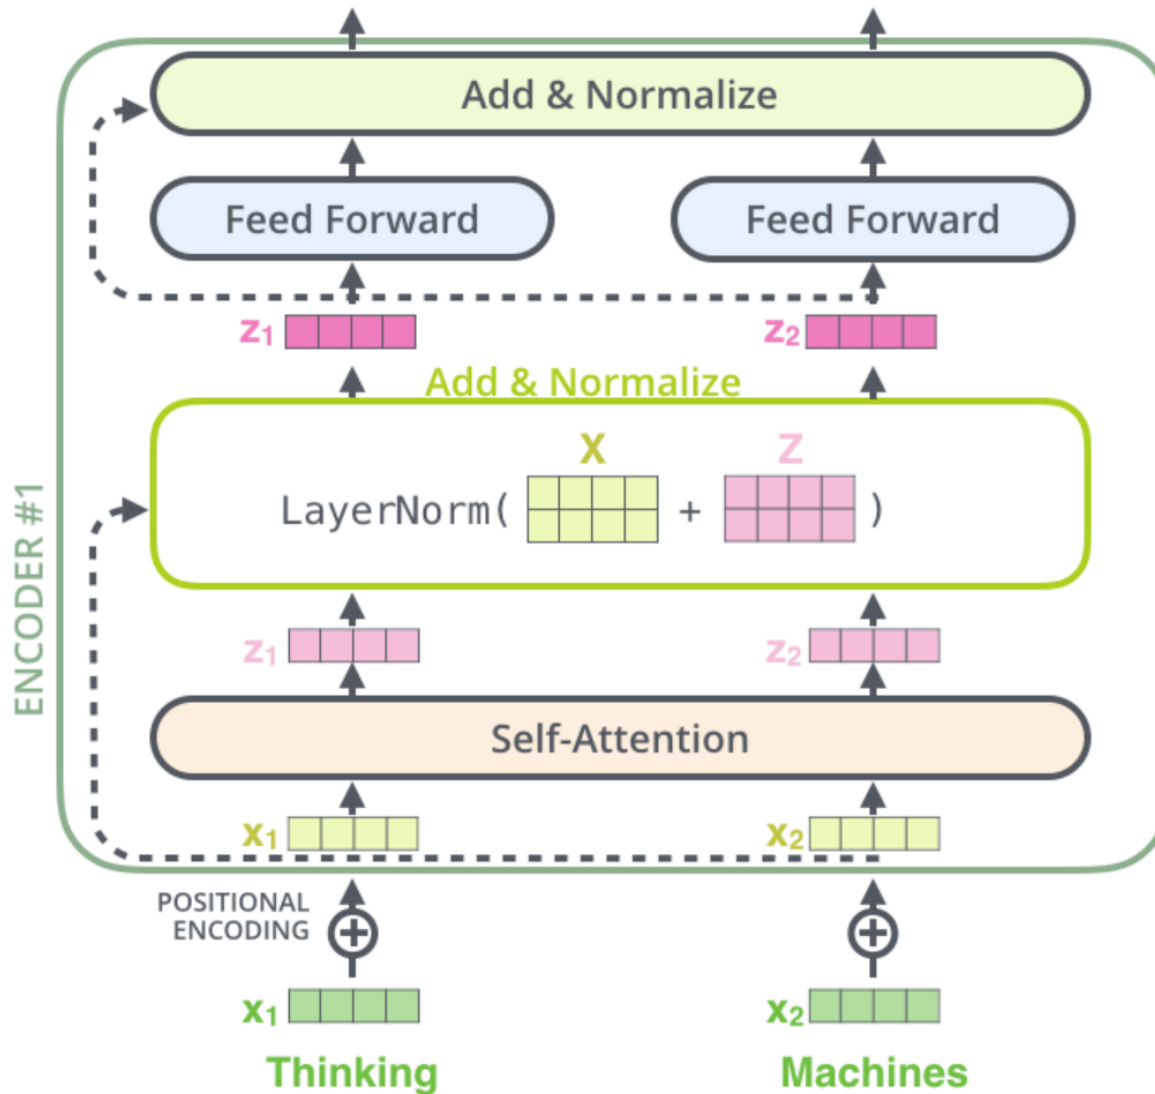 Add & Normalize
Feed Forward Feed Forward
z1 z2
Add & Normalize
X Z
LayerNorm( + )
ENCODER #1
z1 z2
Self-Attention
x1 x2
POSITIONAL
ENCODING
x1 x2
Thinking Machines